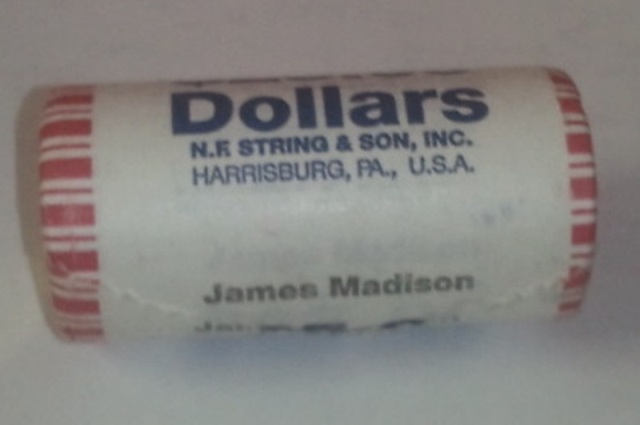 Dollars
N.F. STRING & SON, INC.
HARRISBURG, PA., U.S.A.
James Madison